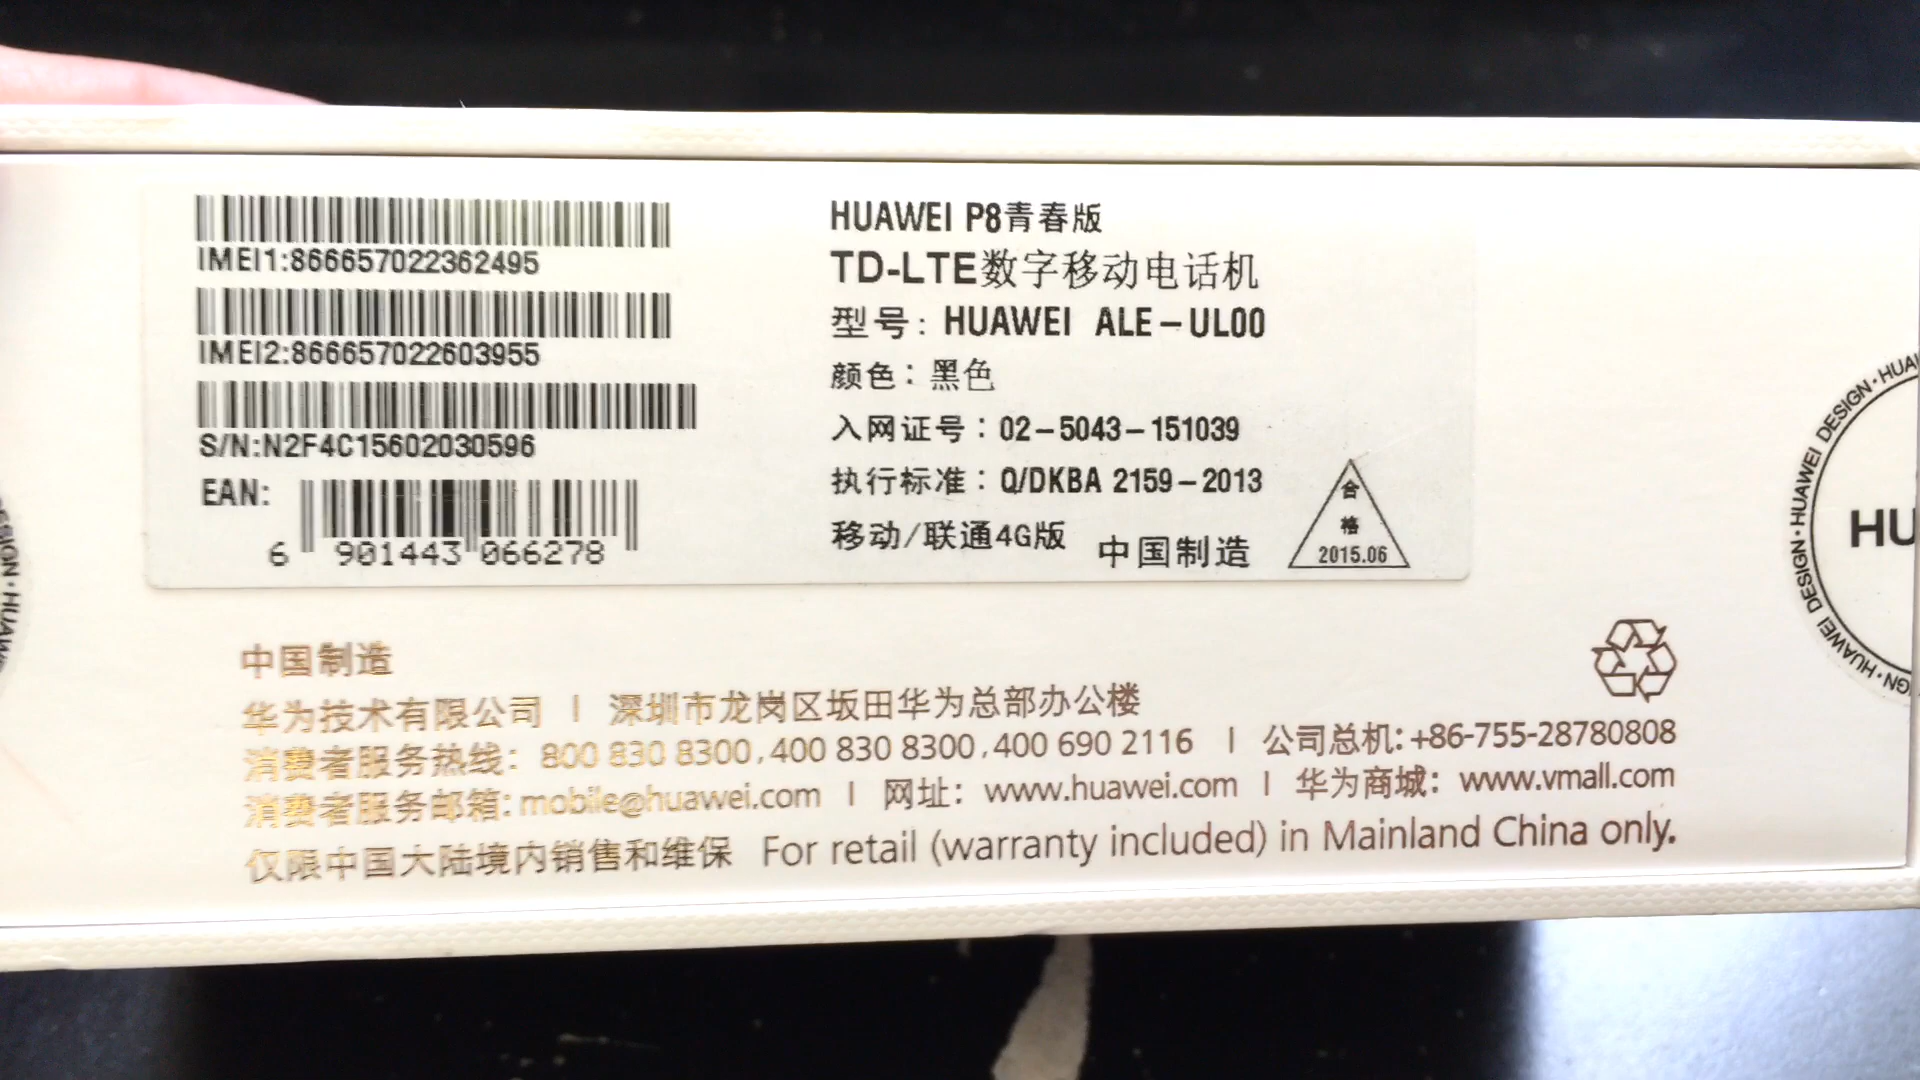 IMEI1:866657022362495
IMEI2:866657022603955
S/N:N2F4C15602030596
EAN:
6 901443 066278
HUAWEI P8青春版
TD-LTE数字移动电话机
型号: HUAWEI ALE-UL00
颜色: 黑色
入网证号: 02-5043-151039
执行标准: Q/DKBA 2159-2013
移动/联通4G版 中国制造
合
格
2015.06
中国制造
华为技术有限公司 | 深圳市龙岗区坂田华为总部办公楼
消费者服务热线: 800 830 8300,400 830 8300,400 690 2116 | 公司总机: +86-755-28780808
消费者服务邮箱: mobile@huawei.com | 网址: www.huawei.com | 华为商城: www.vmall.com
仅限中国大陆境内销售和维保 For retail (warranty included) in Mainland China only.
HUAWEI DESIGN · HUAWEI DESIGN · HUA
HU